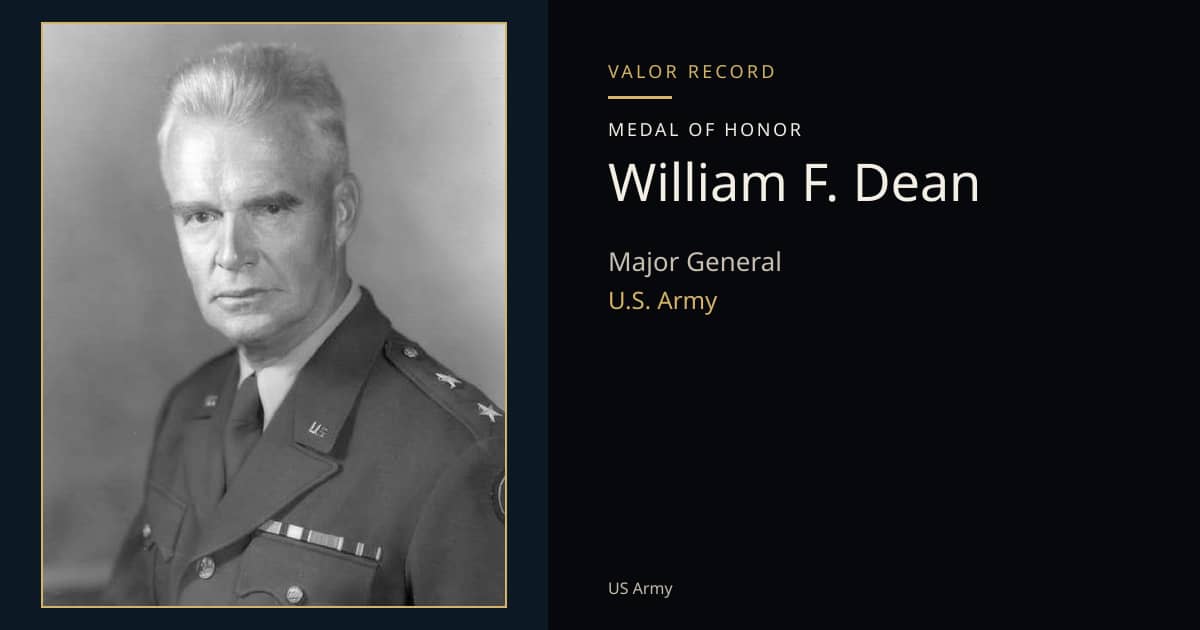 VALOR RECORD
MEDAL OF HONOR
William F. Dean
Major General
U.S. Army
US Army
U.S.